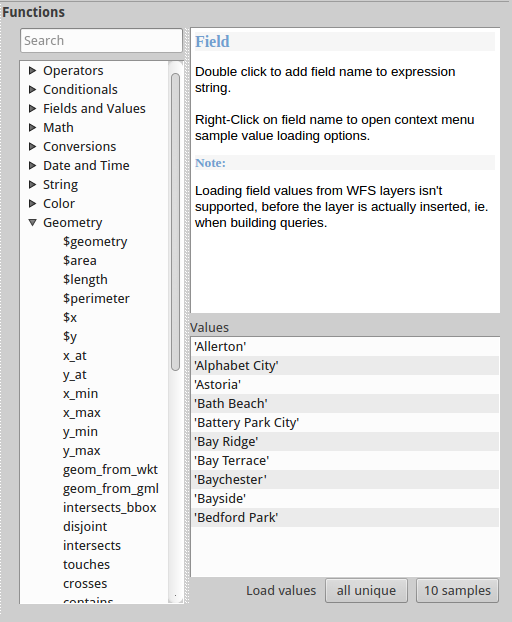 Functions
Search
Operators
Conditionals
Fields and Values
Math
Conversions
Date and Time
String
Color
Geometry
$geometry
$area
$length
$perimeter
$x
$y
x_at
y_at
x_min
x_max
y_min
y_max
geom_from_wkt
geom_from_gml
intersects_bbox
disjoint
intersects
touches
crosses
contains
Field
Double click to add field name to expression
string.
Right-Click on field name to open context menu
sample value loading options.
Note:
Loading field values from WFS layers isn't
supported, before the layer is actually inserted, ie.
when building queries.
Values
'Allerton'
'Alphabet City'
'Astoria'
'Bath Beach'
'Battery Park City'
'Bay Ridge'
'Bay Terrace'
'Baychester'
'Bayside'
'Bedford Park'
Load values all unique 10 samples